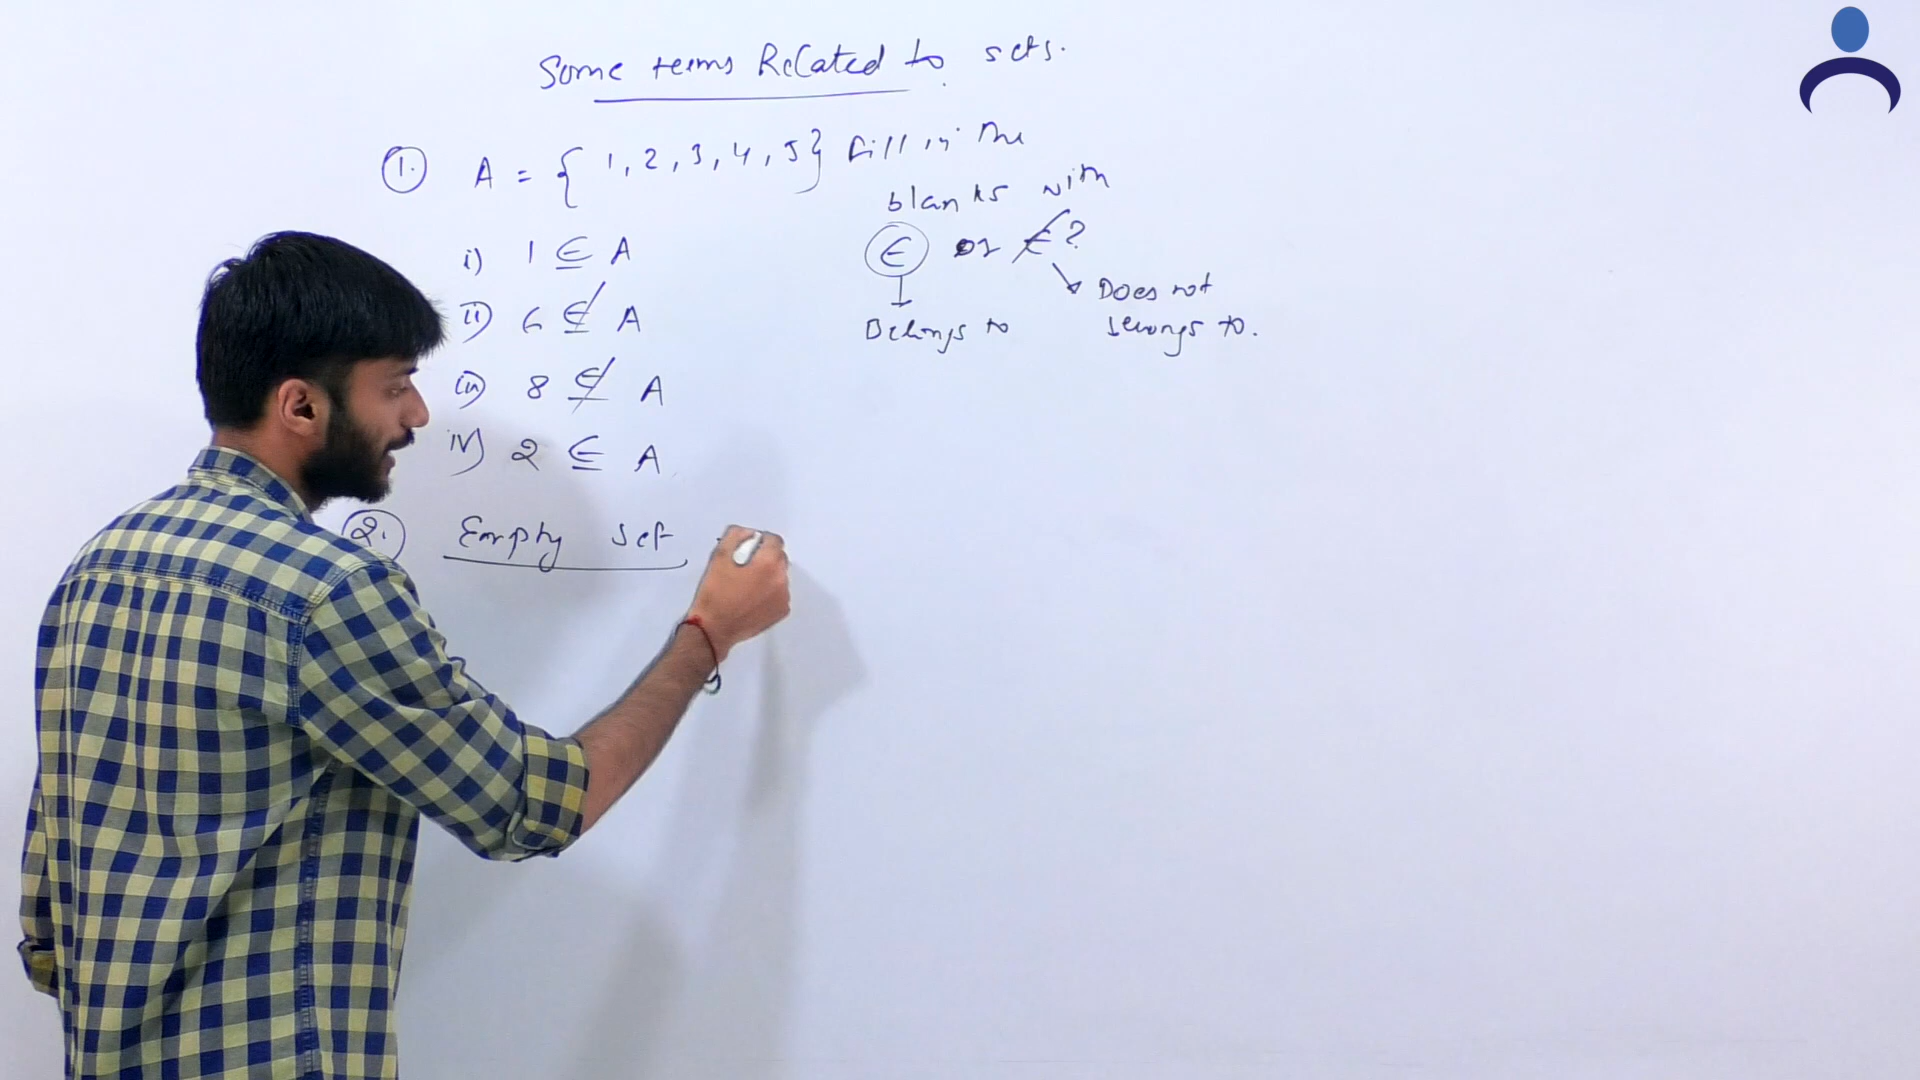 Some terms Related to sets.
1. A = { 1, 2, 3, 4, 5} Fill in the
blanks with
∈ or ∉?
Belongs to
Does not
belongs to.
i) 1 ∈ A
ii) 6 ∉ A
iii) 8 ∉ A
iv) 2 ∈ A
2. Empty set